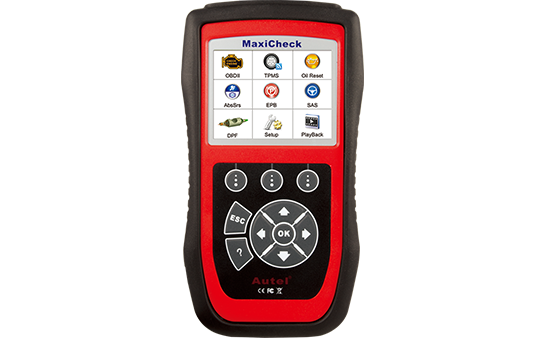 MaxiCheck
OBDII TPMS Oil Reset
AbsSrs EPB SAS
DPF Setup PlayBack
ESC
OK
?
Autel
CE FC